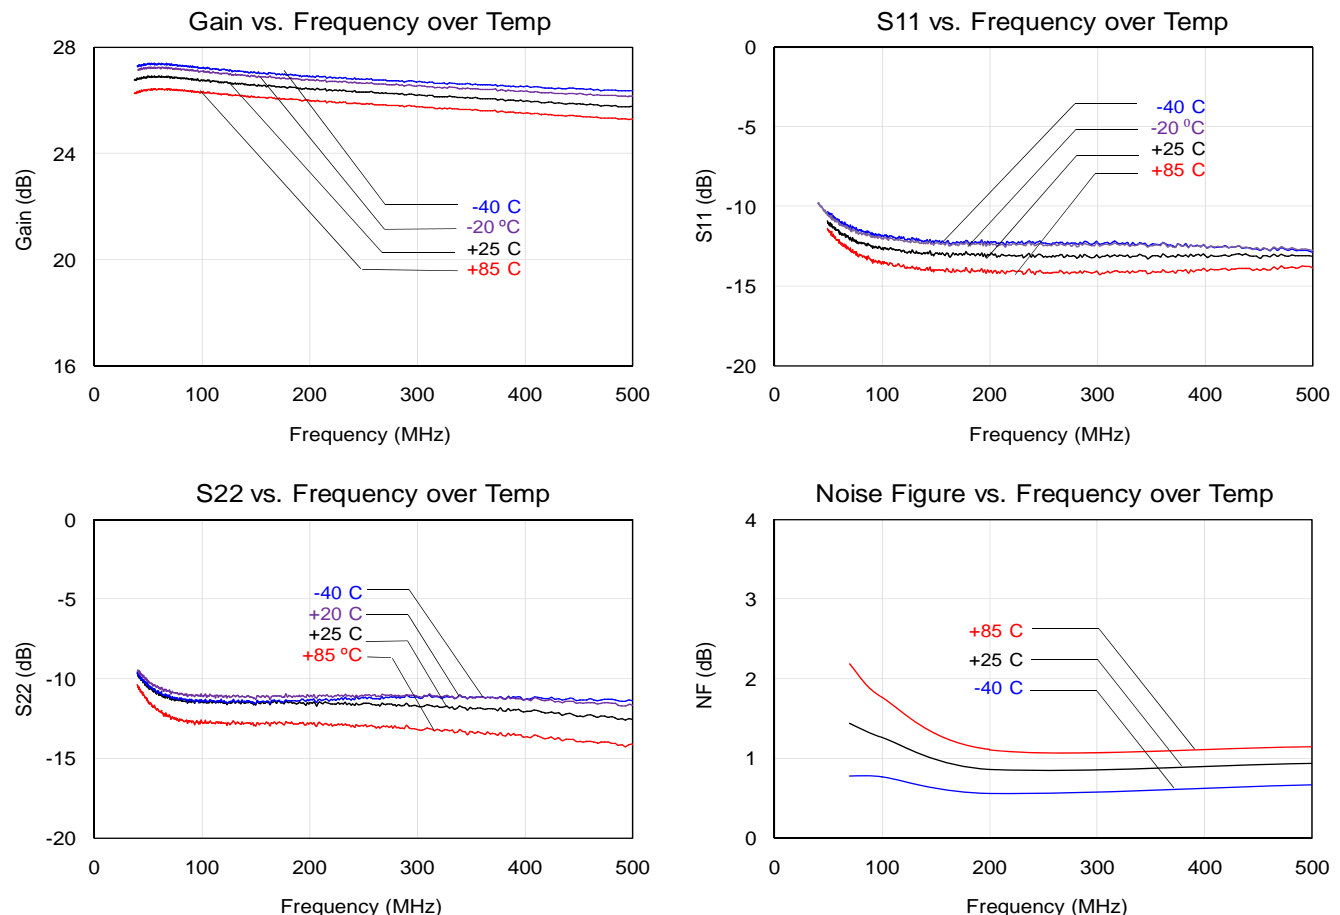 Gain vs. Frequency over Temp
28
24
20
16
Gain (dB)
-40 C
-20 ºC
+25 C
+85 C
0 100 200 300 400 500
Frequency (MHz)
S11 vs. Frequency over Temp
0
-5
-10
-15
-20
S11 (dB)
-40 C
-20 ⁰C
+25 C
+85 C
0 100 200 300 400 500
Frequency (MHz)
S22 vs. Frequency over Temp
0
-5
-10
-15
-20
S22 (dB)
-40 C
+20 C
+25 C
+85 ºC
0 100 200 300 400 500
Frequency (MHz)
Noise Figure vs. Frequency over Temp
4
3
2
1
0
NF (dB)
+85 C
+25 C
-40 C
0 100 200 300 400 500
Frequency (MHz)